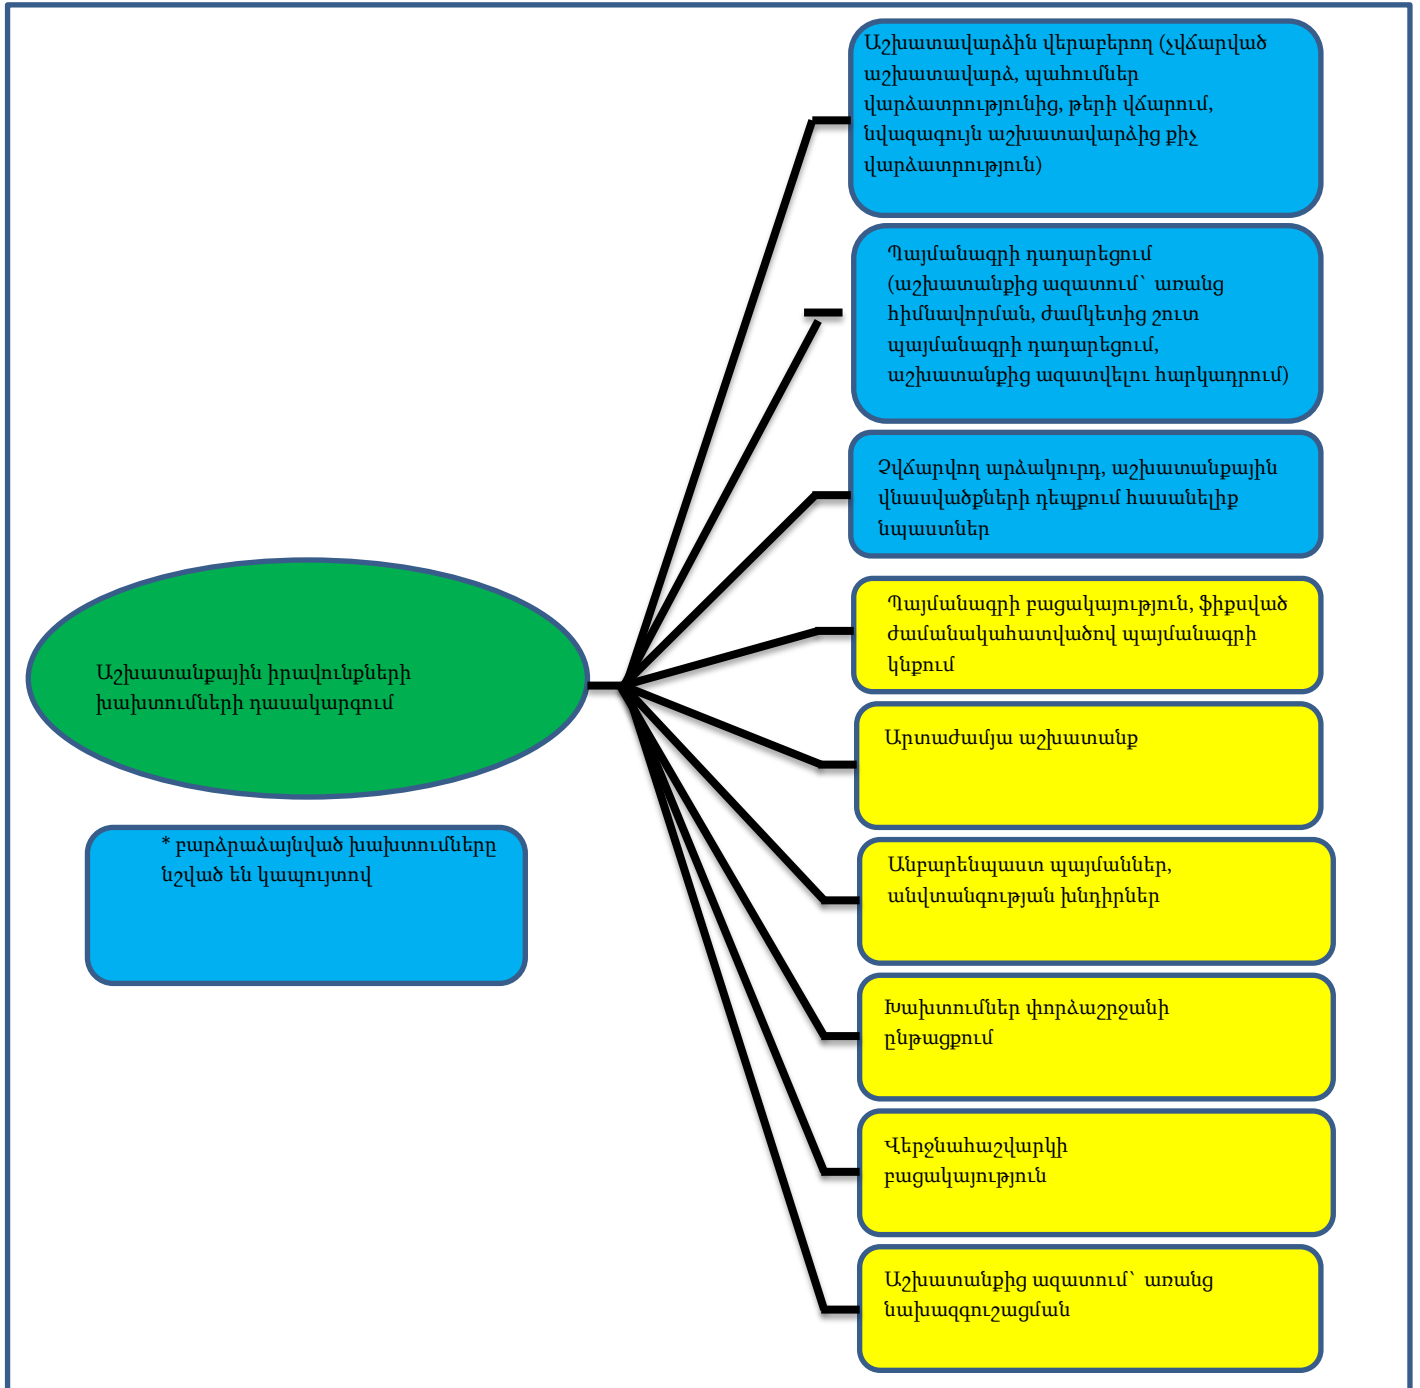 Աշխատավարձին վերաբերող (չվճարված
աշխատավարձ, պահումներ
վարձատրությունից, թերի վճարում,
նվազագույն աշխատավարձից քիչ
վարձատրություն)
Պայմանագրի դադարեցում
(աշխատանքից ազատում` առանց
հիմնավորման, ժամկետից շուտ
պայմանագրի դադարեցում,
աշխատանքից ազատվելու հարկադրում)
Չվճարվող արձակուրդ, աշխատանքային
վնասվածքների դեպքում հասանելիք
նպաստներ
Պայմանագրի բացակայություն, ֆիքսված
ժամանակահատվածով պայմանագրի
կնքում
Աշխատանքային իրավունքների
խախտումների դասակարգում
Արտաժամյա աշխատանք
* բարձրաձայնված խախտումները
նշված են կապույտով
Անբարենպաստ պայմաններ,
անվտանգության խնդիրներ
Խախտումներ փորձաշրջանի
ընթացքում
Վերջնահաշվարկի
բացակայություն
Աշխատանքից ազատում` առանց
նախազգուշացման